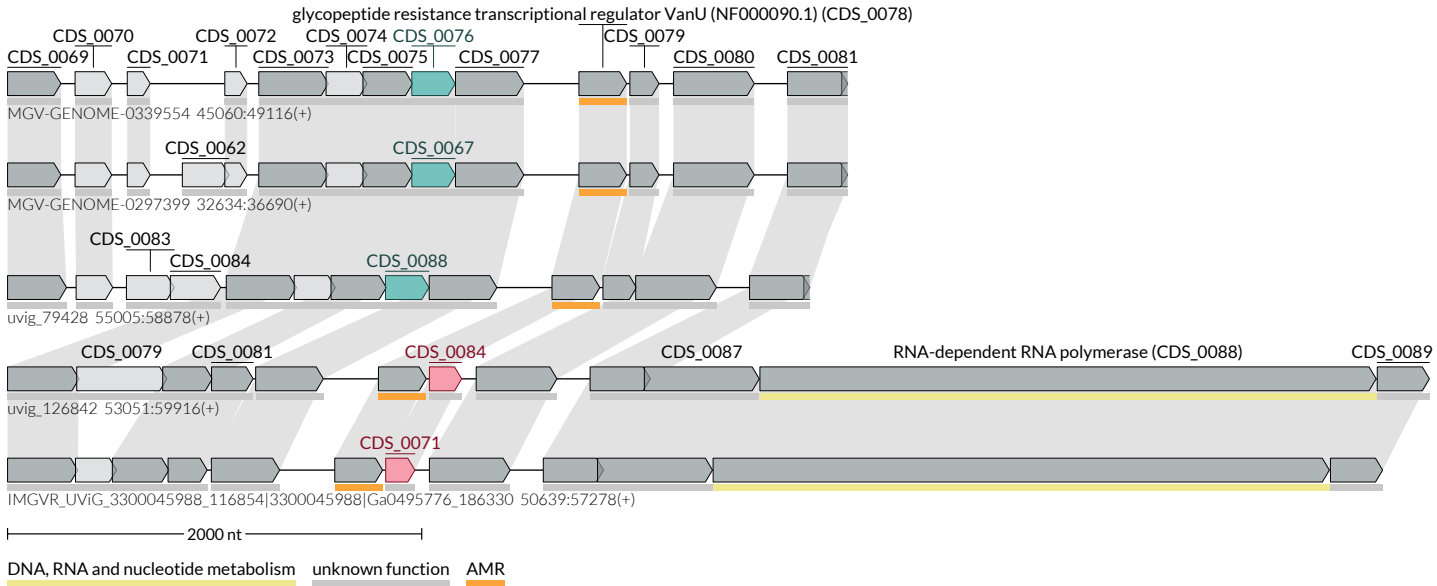 glycopeptide resistance transcriptional regulator VanU (NF000090.1) (CDS_0078)
CDS_0070 CDS_0072 CDS_0074 CDS_0076 CDS_0079
CDS_0069 CDS_0071 CDS_0073 CDS_0075 CDS_0077 CDS_0080 CDS_0081
MGV-GENOME-0339554 45060:49116(+)
CDS_0062 CDS_0067
MGV-GENOME-0297399 32634:36690(+)
CDS_0083
CDS_0084 CDS_0088
uvig_79428 55005:58878(+)
CDS_0079 CDS_0081 CDS_0084 CDS_0087 RNA-dependent RNA polymerase (CDS_0088) CDS_0089
uvig_126842 53051:59916(+)
CDS_0071
IMGVR_UViG_3300045988_116854|3300045988|Ga0495776_186330 50639:57278(+)
2000 nt
DNA, RNA and nucleotide metabolism unknown function AMR